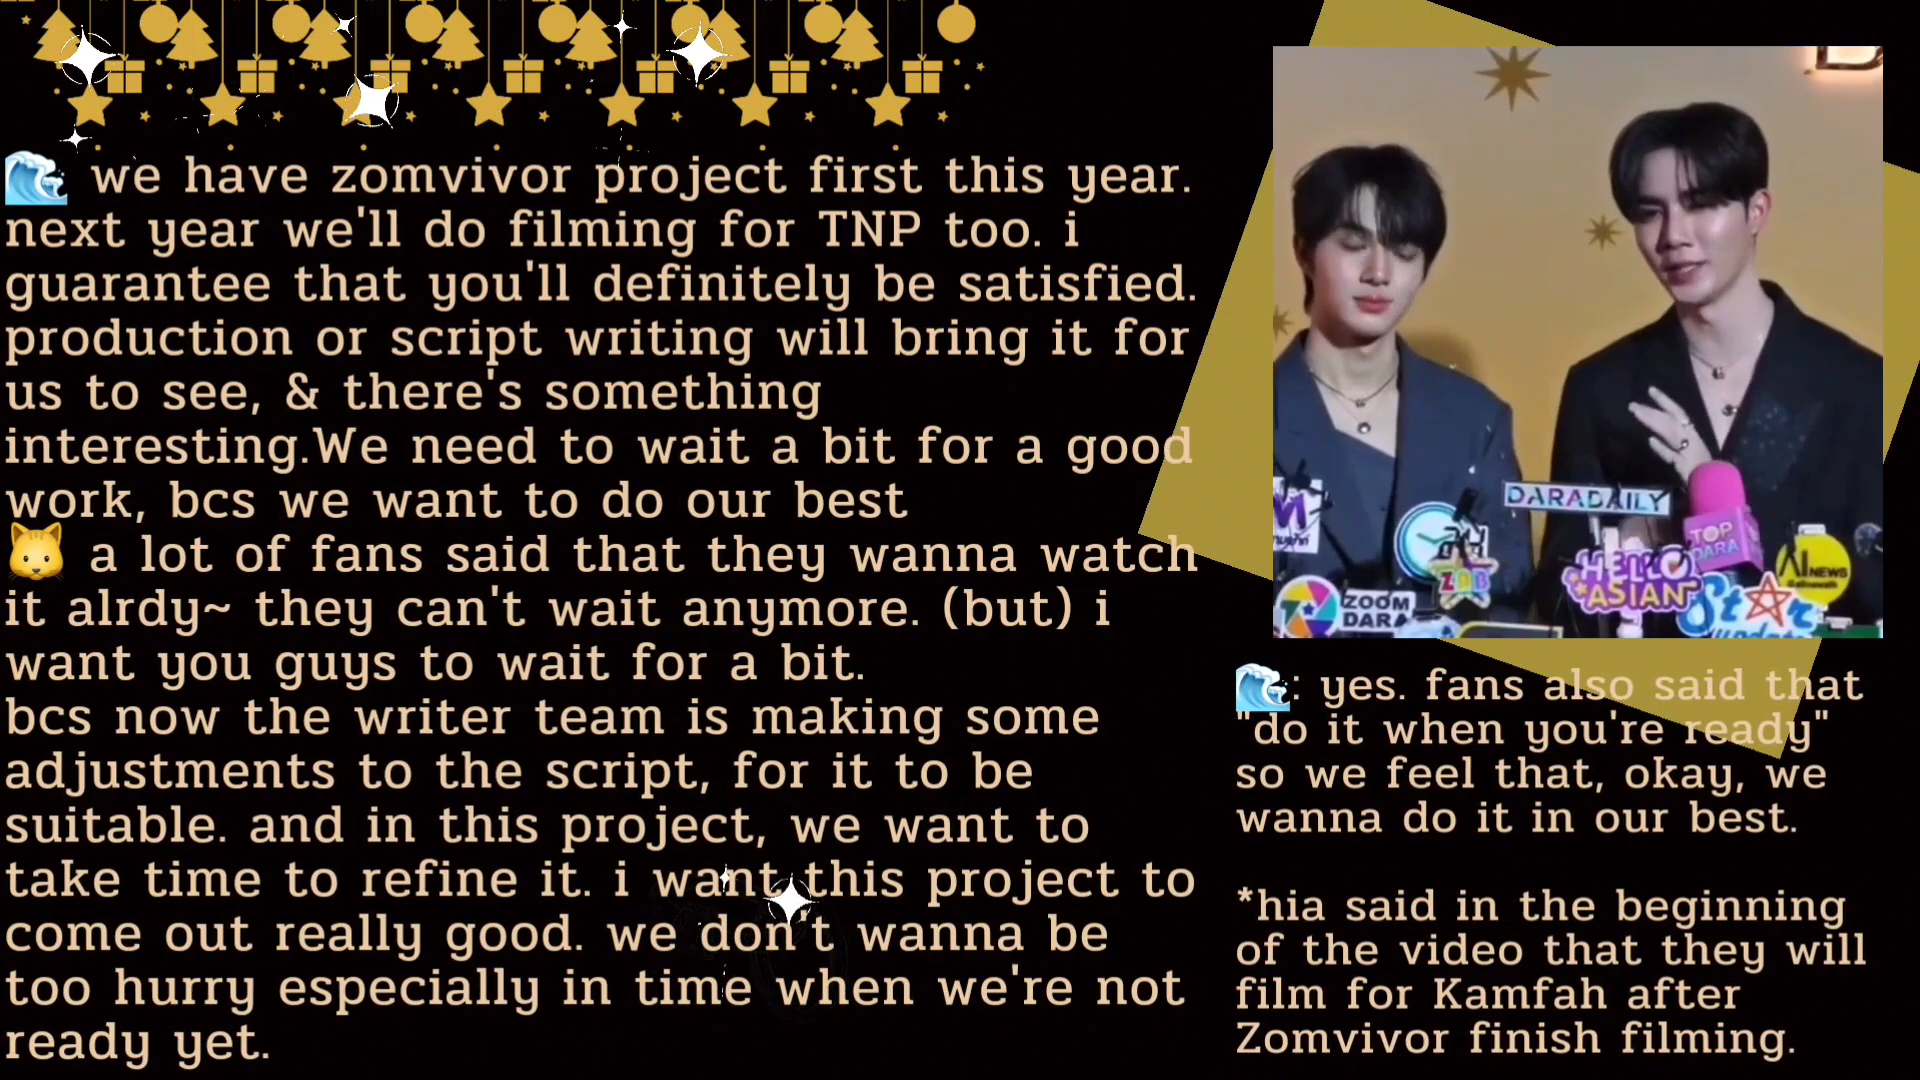 🌊 we have zomvivor project first this year.
next year we'll do filming for TNP too. i
guarantee that you'll definitely be satisfied.
production or script writing will bring it for
us to see, & there's something
interesting.We need to wait a bit for a good
work, bcs we want to do our best
🐱 a lot of fans said that they wanna watch
it alrdy~ they can't wait anymore. (but) i
want you guys to wait for a bit.
bcs now the writer team is making some
adjustments to the script, for it to be
suitable. and in this project, we want to
take time to refine it. i want this project to
come out really good. we don't wanna be
too hurry especially in time when we're not
ready yet.
DARADAILY
TOP
DARA
HELLO
ASIAN
NEWS
ZAB
ZOOM
DARA
Star
update
🌊: yes. fans also said that
"do it when you're ready"
so we feel that, okay, we
wanna do it in our best.
*hia said in the beginning
of the video that they will
film for Kamfah after
Zomvivor finish filming.